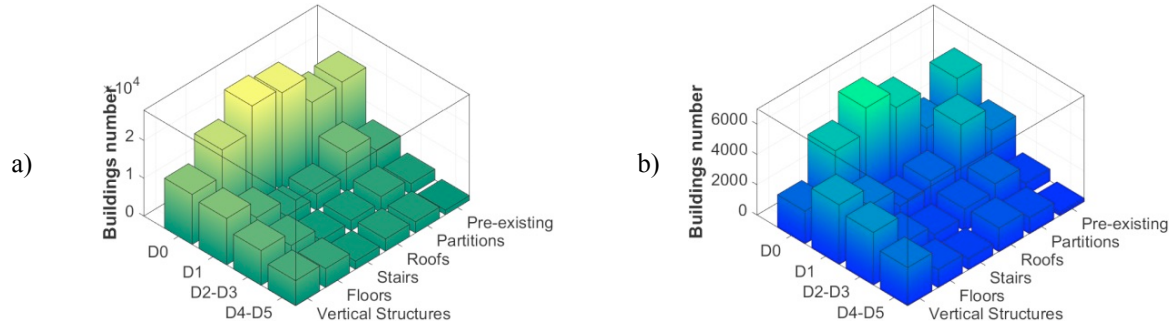 a)
×10⁴
Buildings number
2
1
0
D0
D1
D2-D3
D4-D5
Vertical Structures
Floors
Stairs
Roofs
Partitions
Pre-existing
b)
Buildings number
6000
4000
2000
0
D0
D1
D2-D3
D4-D5
Vertical Structures
Floors
Stairs
Roofs
Partitions
Pre-existing